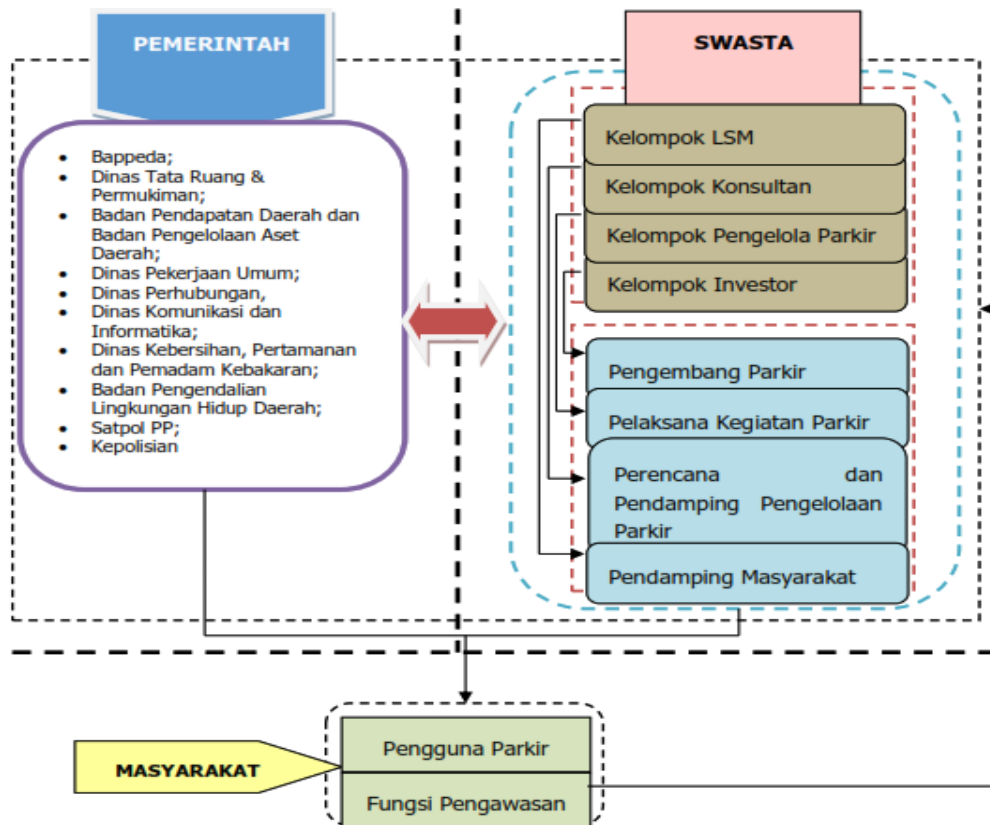 PEMERINTAH
• Bappeda;
• Dinas Tata Ruang &
Permukiman;
• Badan Pendapatan Daerah dan
Badan Pengelolaan Aset
Daerah;
• Dinas Pekerjaan Umum;
• Dinas Perhubungan,
• Dinas Komunikasi dan
Informatika;
• Dinas Kebersihan, Pertamanan
dan Pemadam Kebakaran;
• Badan Pengendalian
Lingkungan Hidup Daerah;
• Satpol PP;
• Kepolisian
SWASTA
Kelompok LSM
Kelompok Konsultan
Kelompok Pengelola Parkir
Kelompok Investor
Pengembang Parkir
Pelaksana Kegiatan Parkir
Perencana dan
Pendamping Pengelolaan
Parkir
Pendamping Masyarakat
MASYARAKAT
Pengguna Parkir
Fungsi Pengawasan